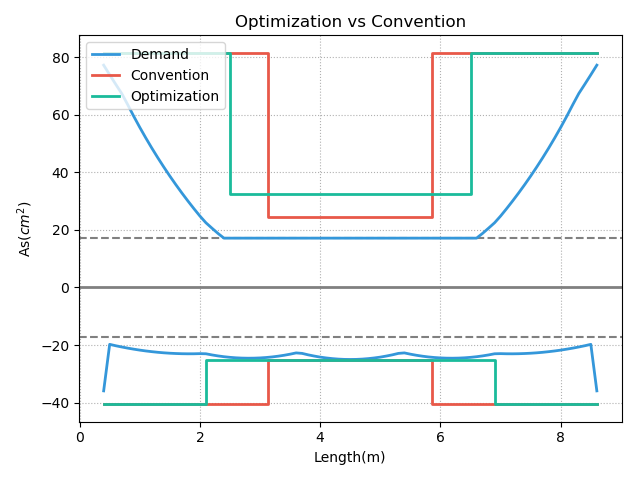 Optimization vs Convention
Demand
Convention
Optimization
As(cm²)
80
60
40
20
0
−20
−40
0 2 4 6 8
Length(m)